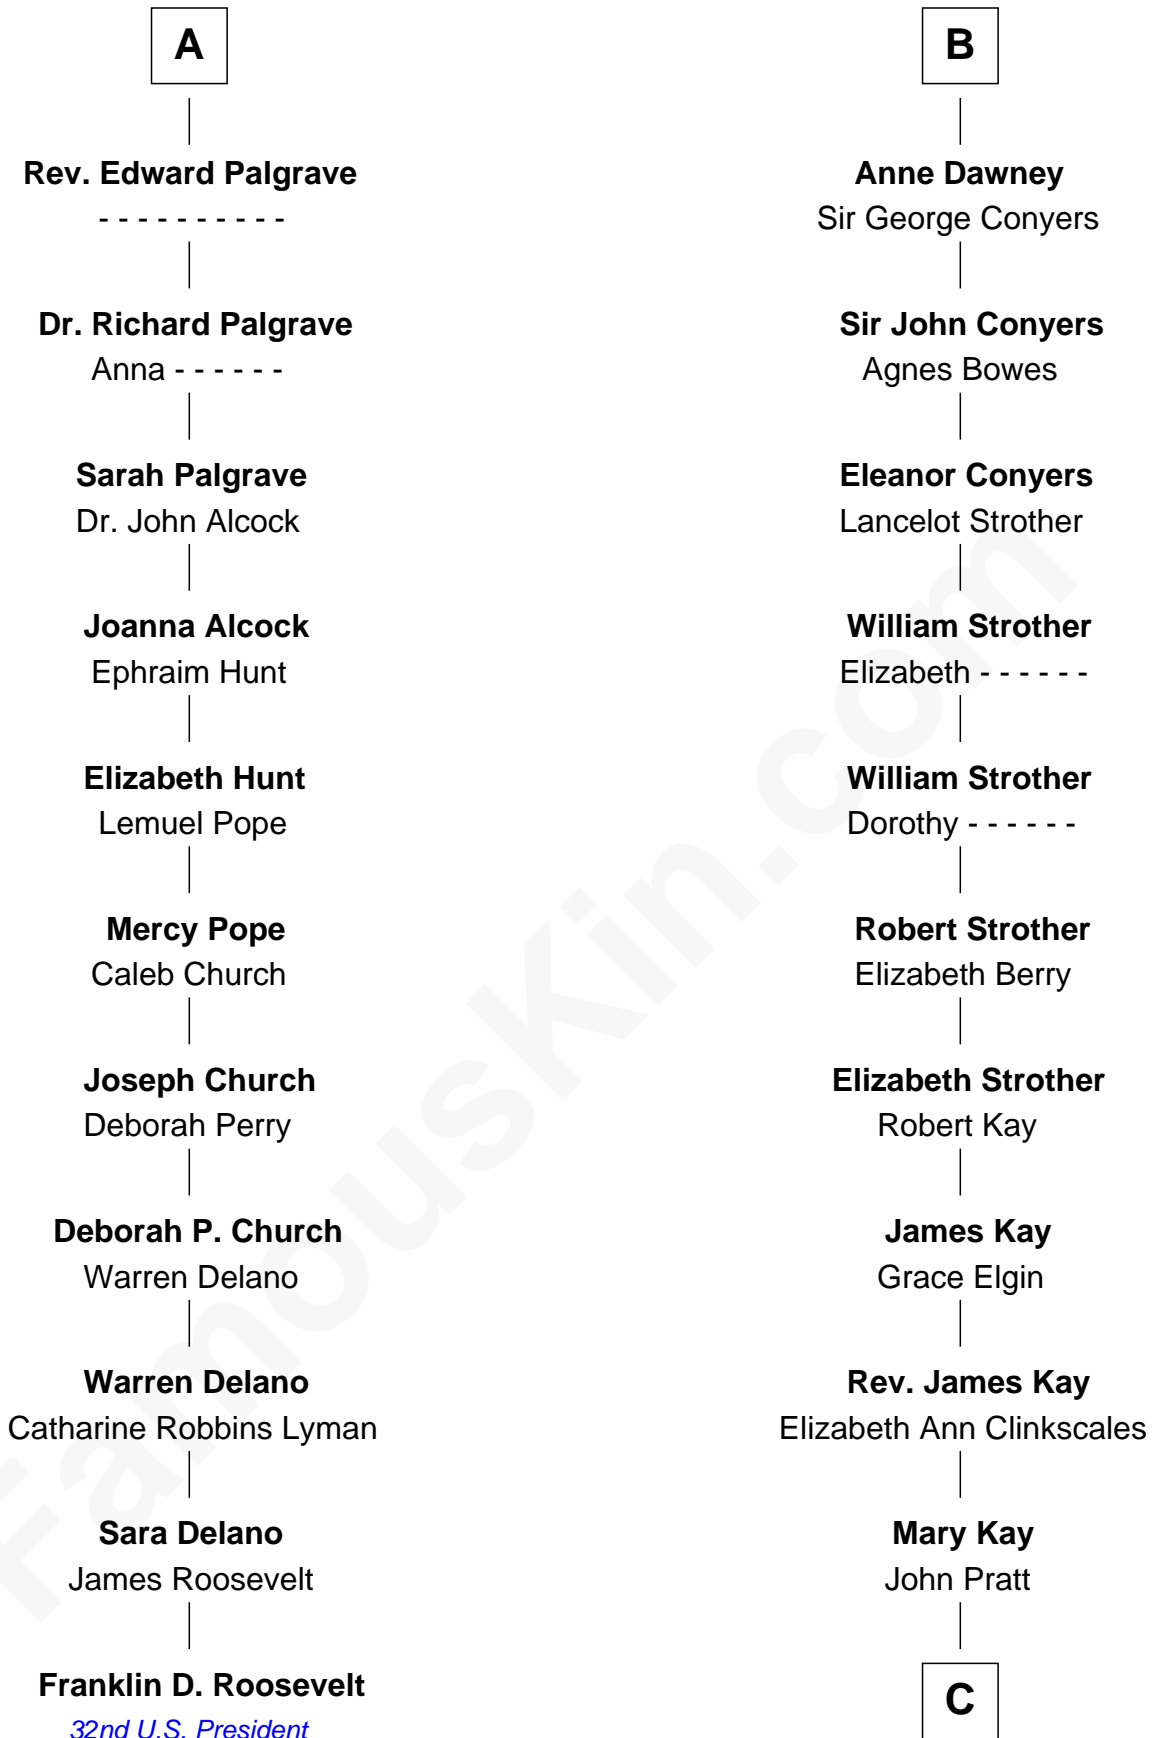 A
Rev. Edward Palgrave
- - - - - - - - - -
Dr. Richard Palgrave
Anna - - - - - -
Sarah Palgrave
Dr. John Alcock
Joanna Alcock
Ephraim Hunt
Elizabeth Hunt
Lemuel Pope
Mercy Pope
Caleb Church
Joseph Church
Deborah Perry
Deborah P. Church
Warren Delano
Warren Delano
Catharine Robbins Lyman
Sara Delano
James Roosevelt
Franklin D. Roosevelt
32nd U.S. President
B
Anne Dawney
Sir George Conyers
Sir John Conyers
Agnes Bowes
Eleanor Conyers
Lancelot Strother
William Strother
Elizabeth - - - - - -
William Strother
Dorothy - - - - - -
Robert Strother
Elizabeth Berry
Elizabeth Strother
Robert Kay
James Kay
Grace Elgin
Rev. James Kay
Elizabeth Ann Clinkscales
Mary Kay
John Pratt
C
FamousKin.com